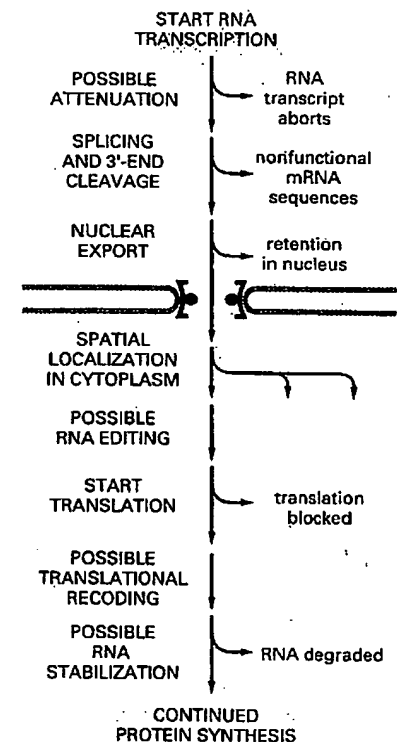 START RNA
TRANSCRIPTION
POSSIBLE
ATTENUATION
RNA
transcript
aborts
SPLICING
AND 3'-END
CLEAVAGE
nonfunctional
mRNA
sequences
NUCLEAR
EXPORT
retention
in nucleus
SPATIAL
LOCALIZATION
IN CYTOPLASM
POSSIBLE
RNA EDITING
START
TRANSLATION
translation
blocked
POSSIBLE
TRANSLATIONAL
RECODING
POSSIBLE
RNA
STABILIZATION
RNA degraded
CONTINUED
PROTEIN SYNTHESIS